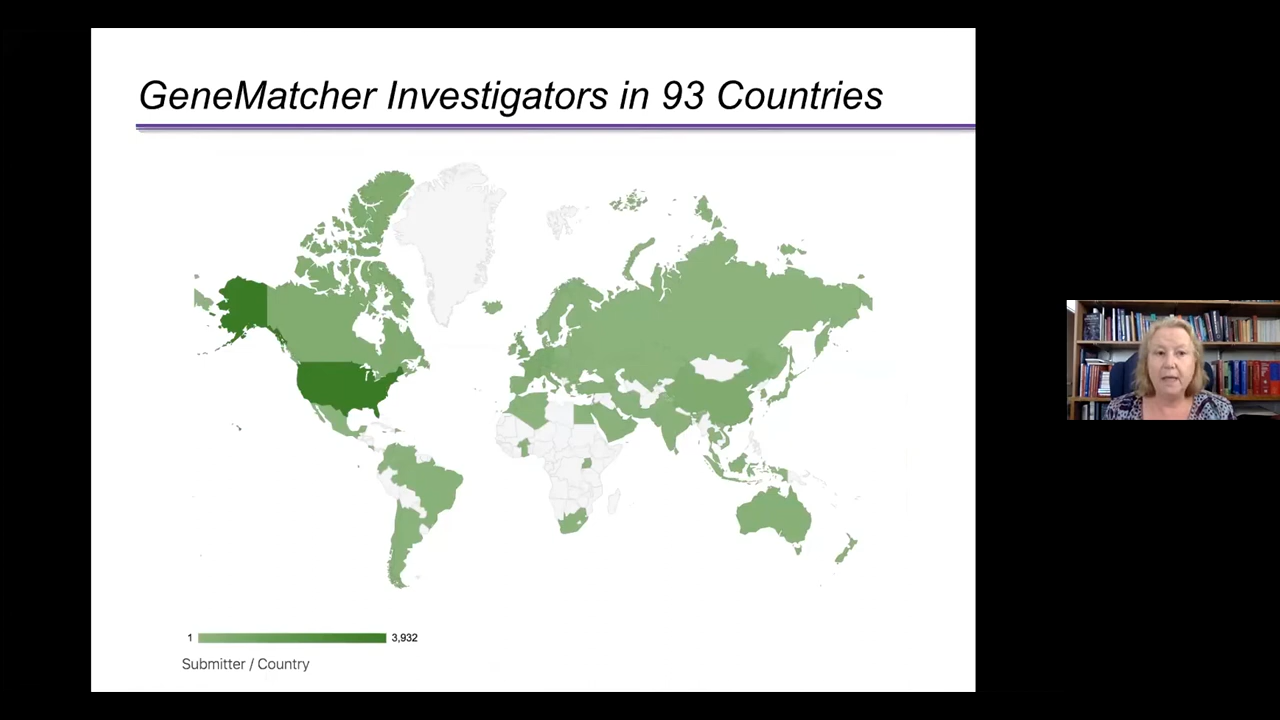 GeneMatcher Investigators in 93 Countries
1 3,932
Submitter / Country